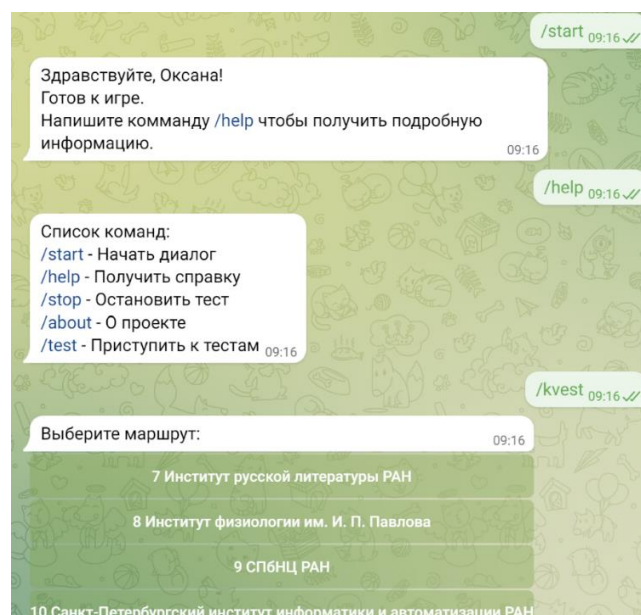 /start 09:16
Здравствуйте, Оксана!
Готов к игре.
Напишите комманду /help чтобы получить подробную
информацию.
09:16
/help 09:16
Список команд:
/start - Начать диалог
/help - Получить справку
/stop - Остановить тест
/about - О проекте
/test - Приступить к тестам 09:16
/kvest 09:16
Выберите маршрут:
09:16
7 Институт русской литературы РАН
8 Институт физиологии им. И. П. Павлова
9 СПбНЦ РАН
10 Санкт-Петербургский институт информатики и автоматизации РАН